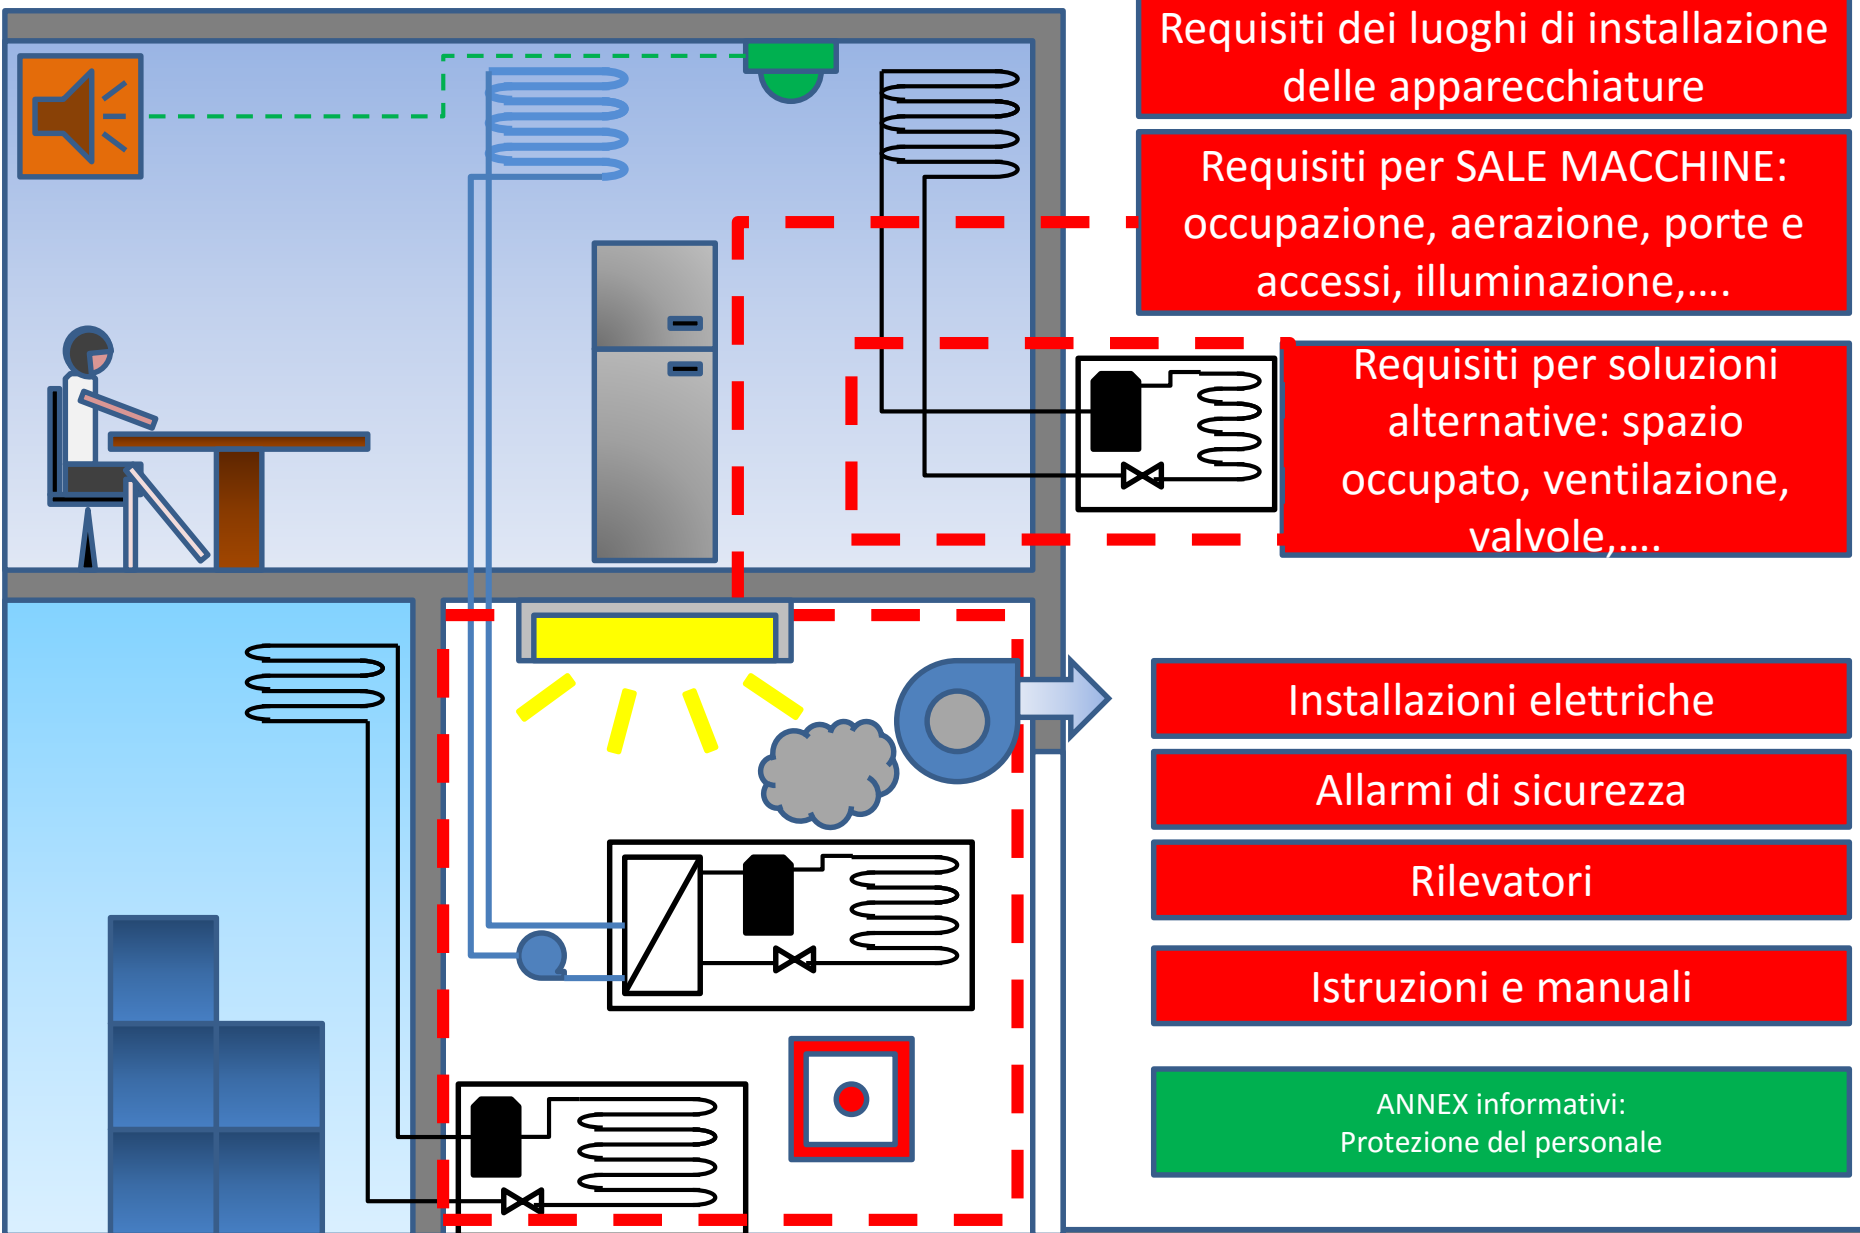 Requisiti dei luoghi di installazione
delle apparecchiature
Requisiti per SALE MACCHINE:
occupazione, aerazione, porte e
accessi, illuminazione,….
Requisiti per soluzioni
alternative: spazio
occupato, ventilazione,
valvole,….
Installazioni elettriche
Allarmi di sicurezza
Rilevatori
Istruzioni e manuali
ANNEX informativi:
Protezione del personale